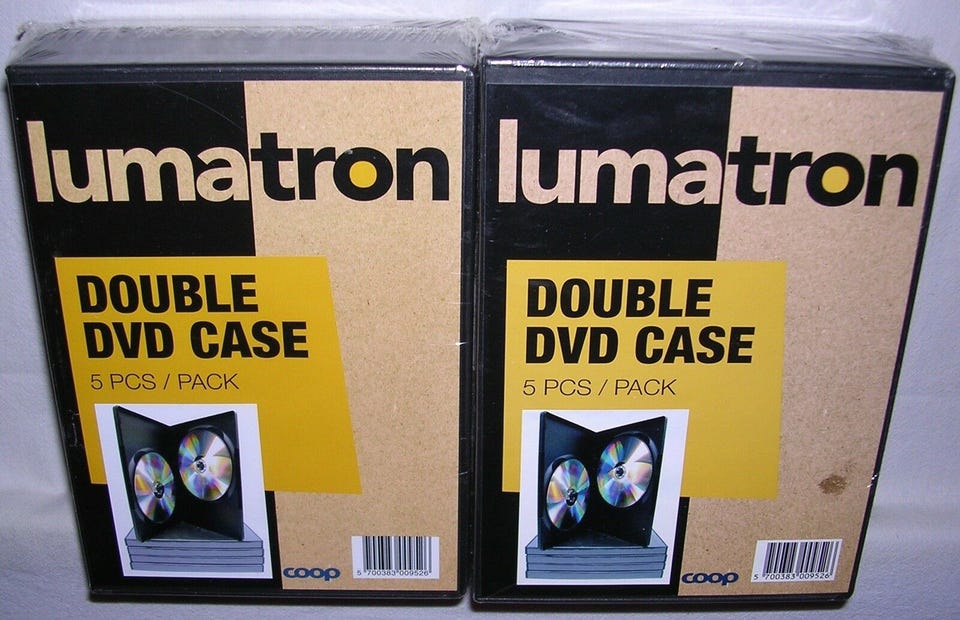 lumatron
DOUBLE
DVD CASE
5 PCS / PACK
coop
5 700383 009526
lumatron
DOUBLE
DVD CASE
5 PCS / PACK
coop
5 700383 009526